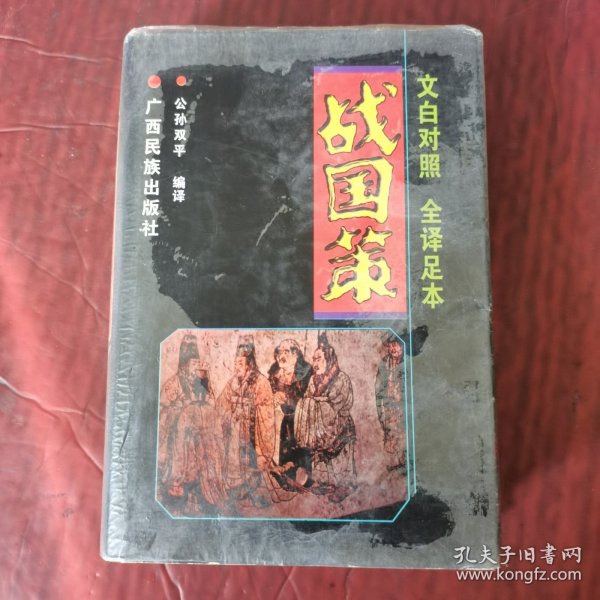 文白对照 全译足本
战国策
公孙双平 编译
广西民族出版社
孔夫子旧书网
www.kongfz.com